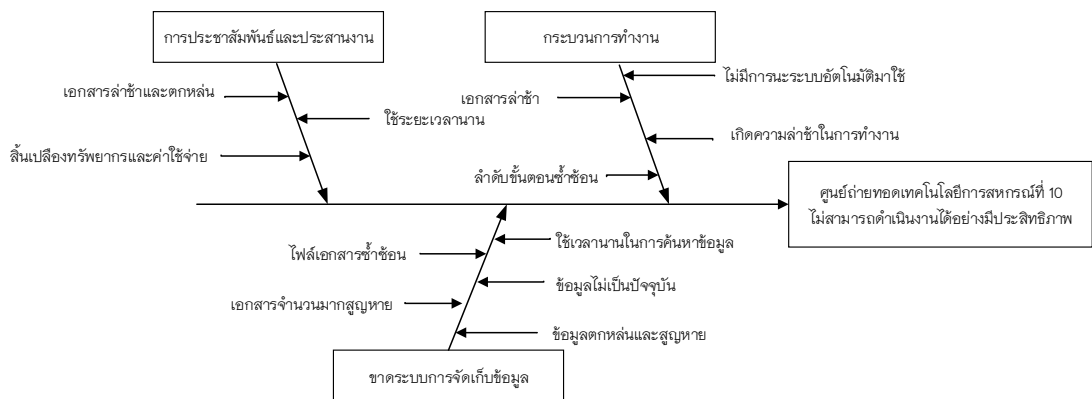 การประชาสัมพันธ์และประสานงาน
กระบวนการทำงาน
ไม่มีการนะระบบอัตโนมัติมาใช้
เอกสารล่าช้าและตกหล่น
เอกสารล่าช้า
ใช้ระยะเวลานาน
เกิดความล่าช้าในการทำงาน
สิ้นเปลืองทรัพยากรและค่าใช้จ่าย
ลำดับขั้นตอนซ้ำซ้อน
ศูนย์ถ่ายทอดเทคโนโลยีการสหกรณ์ที่ 10
ไม่สามารถดำเนินงานได้อย่างมีประสิทธิภาพ
ใช้เวลานานในการค้นหาข้อมูล
ไฟล์เอกสารซ้ำซ้อน
ข้อมูลไม่เป็นปัจจุบัน
เอกสารจำนวนมากสูญหาย
ข้อมูลตกหล่นและสูญหาย
ขาดระบบการจัดเก็บข้อมูล